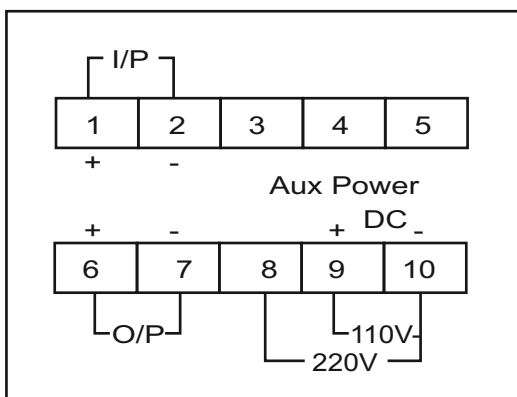 I/P
1 2 3 4 5
+ -
Aux Power
DC
+ - + -
6 7 8 9 10
O/P 110V
220V